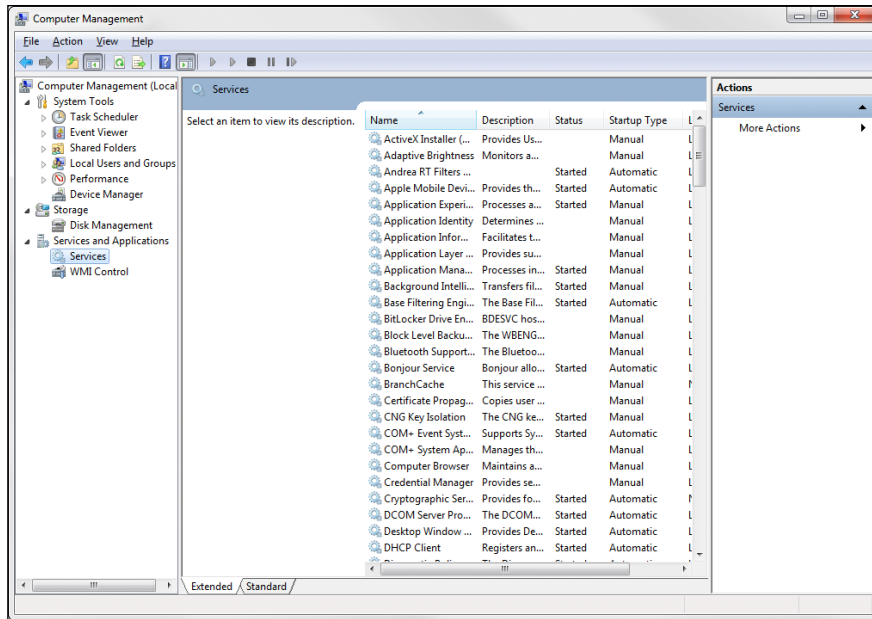 Computer Management
File Action View Help
Computer Management (Local
System Tools
Task Scheduler
Event Viewer
Shared Folders
Local Users and Groups
Performance
Device Manager
Storage
Disk Management
Services and Applications
Services
WMI Control
Services
Select an item to view its description.
Name Description Status Startup Type L
ActiveX Installer (... Provides Us... Manual L
Adaptive Brightness Monitors a... Manual L
Andrea RT Filters ... Started Automatic L
Apple Mobile Devi... Provides th... Started Automatic L
Application Experi... Processes a... Started Manual L
Application Identity Determines ... Manual L
Application Infor... Facilitates t... Manual L
Application Layer ... Provides su... Manual L
Application Mana... Processes in... Started Manual L
Background Intelli... Transfers fil... Started Manual L
Base Filtering Engi... The Base Fil... Started Automatic L
BitLocker Drive En... BDESVC hos... Manual L
Block Level Backu... The WBENG... Manual L
Bluetooth Support... The Bluetoo... Manual L
Bonjour Service Bonjour allo... Started Automatic L
BranchCache This service ... Manual N
Certificate Propag... Copies user ... Manual L
CNG Key Isolation The CNG ke... Started Manual L
COM+ Event Syst... Supports Sy... Started Automatic L
COM+ System Ap... Manages th... Manual L
Computer Browser Maintains a... Manual L
Credential Manager Provides se... Manual L
Cryptographic Ser... Provides fo... Started Automatic N
DCOM Server Pro... The DCOM... Started Automatic L
Desktop Window ... Provides De... Started Automatic L
DHCP Client Registers an... Started Automatic L
Extended Standard
Actions
Services
More Actions